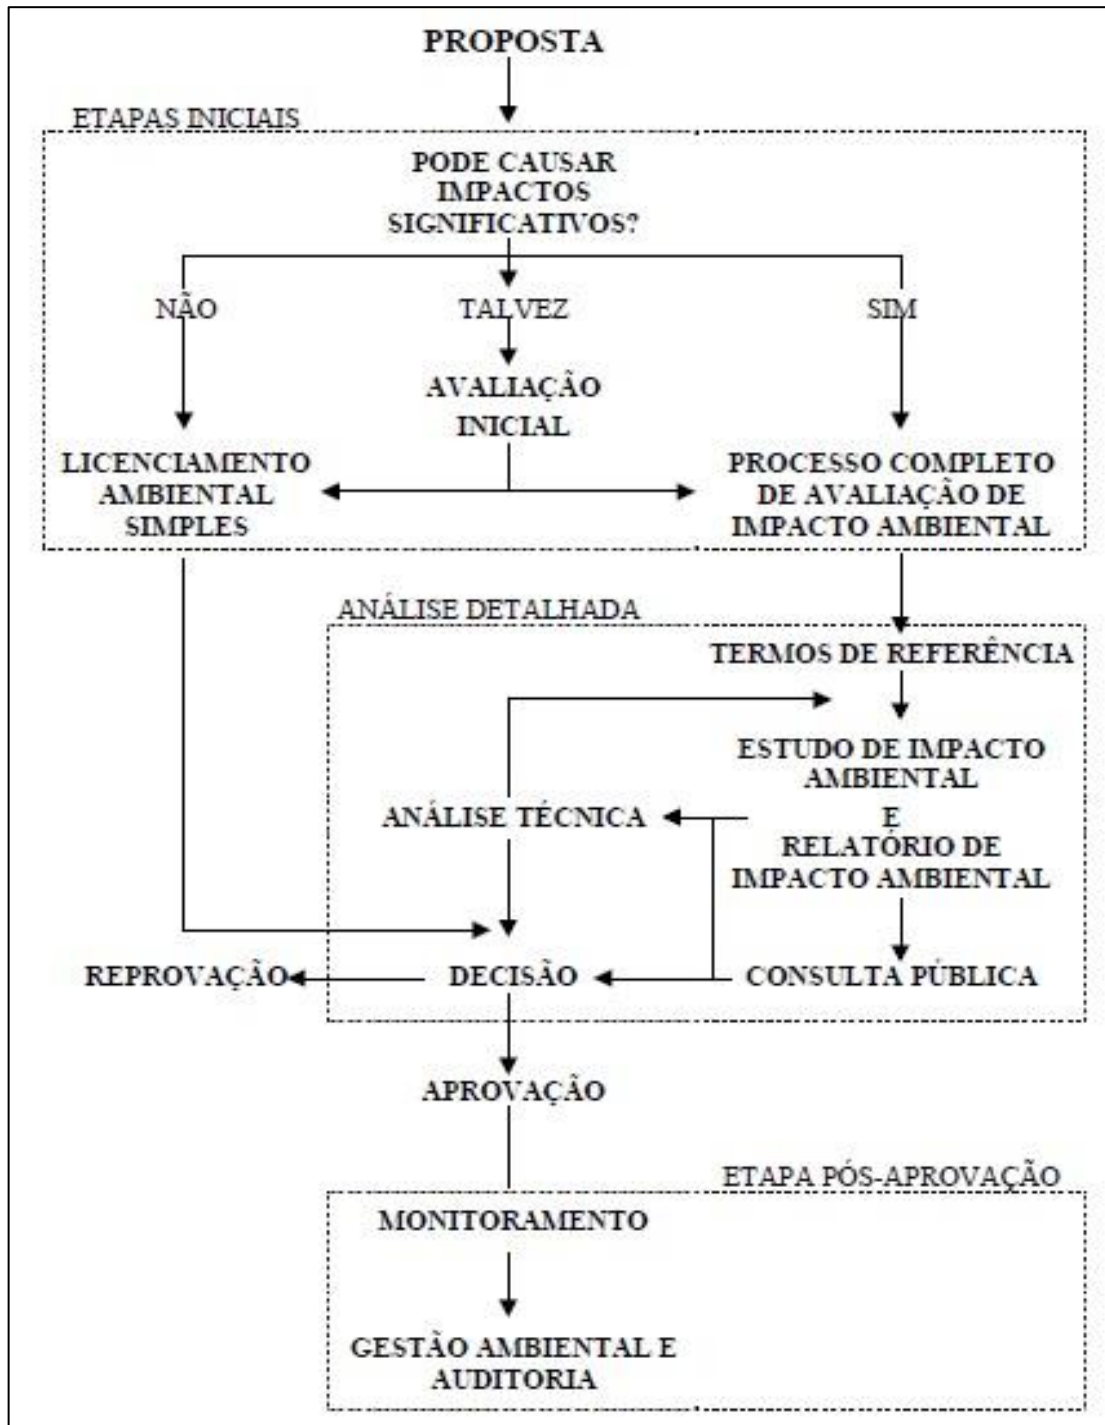 PROPOSTA
ETAPAS INICIAIS
PODE CAUSAR
IMPACTOS
SIGNIFICATIVOS?
NÃO
TALVEZ
SIM
AVALIAÇÃO
INICIAL
LICENCIAMENTO
AMBIENTAL
SIMPLES
PROCESSO COMPLETO
DE AVALIAÇÃO DE
IMPACTO AMBIENTAL
ANÁLISE DETALHADA
TERMOS DE REFERÊNCIA
ESTUDO DE IMPACTO
AMBIENTAL
E
RELATÓRIO DE
IMPACTO AMBIENTAL
ANÁLISE TÉCNICA
REPROVAÇÃO
DECISÃO
CONSULTA PÚBLICA
APROVAÇÃO
ETAPA PÓS-APROVAÇÃO
MONITORAMENTO
GESTÃO AMBIENTAL E
AUDITORIA